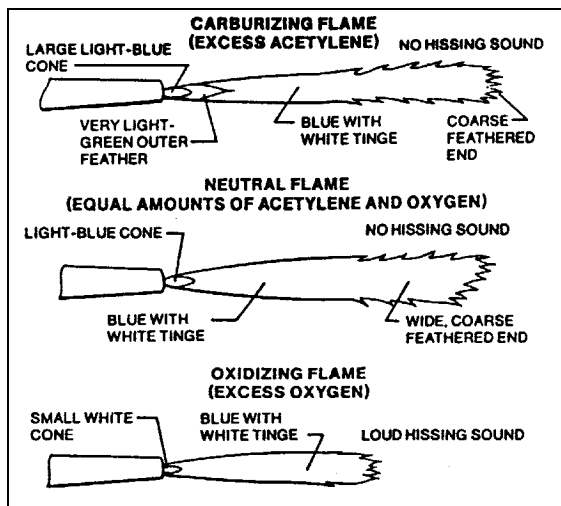 CARBURIZING FLAME
(EXCESS ACETYLENE)
LARGE LIGHT-BLUE
CONE
NO HISSING SOUND
VERY LIGHT-
GREEN OUTER
FEATHER
BLUE WITH
WHITE TINGE
COARSE
FEATHERED
END
NEUTRAL FLAME
(EQUAL AMOUNTS OF ACETYLENE AND OXYGEN)
LIGHT-BLUE CONE
NO HISSING SOUND
BLUE WITH
WHITE TINGE
WIDE, COARSE
FEATHERED END
OXIDIZING FLAME
(EXCESS OXYGEN)
SMALL WHITE
CONE
BLUE WITH
WHITE TINGE
LOUD HISSING SOUND